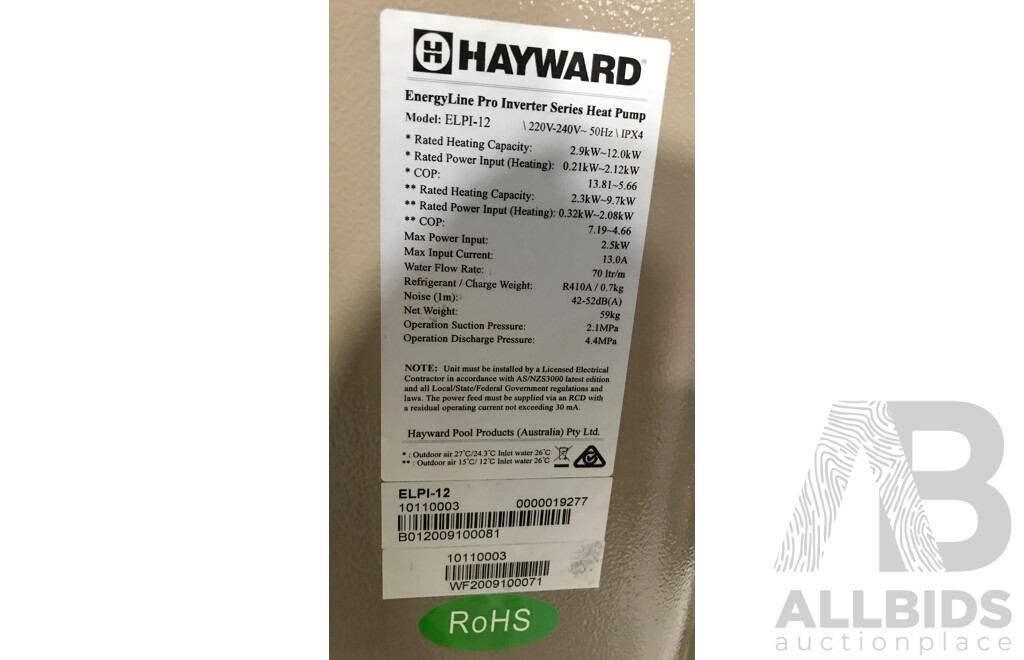 HAYWARD
EnergyLine Pro Inverter Series Heat Pump
Model: ELPI-12 \ 220V-240V~ 50Hz \ IPX4
* Rated Heating Capacity: 2.9kW~12.0kW
* Rated Power Input (Heating): 0.21kW~2.12kW
* COP: 13.81~5.66
** Rated Heating Capacity: 2.3kW~9.7kW
** Rated Power Input (Heating): 0.32kW~2.08kW
** COP: 7.19~4.66
Max Power Input: 2.5kW
Max Input Current: 13.0A
Water Flow Rate: 70 ltr/m
Refrigerant / Charge Weight: R410A / 0.7kg
Noise (1m): 42-52dB(A)
Net Weight: 59kg
Operation Suction Pressure: 2.1MPa
Operation Discharge Pressure: 4.4MPa
NOTE: Unit must be installed by a Licensed Electrical
Contractor in accordance with AS/NZS3000 latest edition
and all Local/State/Federal Government regulations and
laws. The power feed must be supplied via an RCD with
a residual operating current not exceeding 30 mA.
Hayward Pool Products (Australia) Pty Ltd.
* : Outdoor air 27℃/24.3℃ Inlet water 26℃
** : Outdoor air 15℃/ 12℃ Inlet water 26℃
ELPI-12
10110003 0000019277
B012009100081
10110003
WF2009100071
RoHS
AB
ALLBIDS
auctionplace